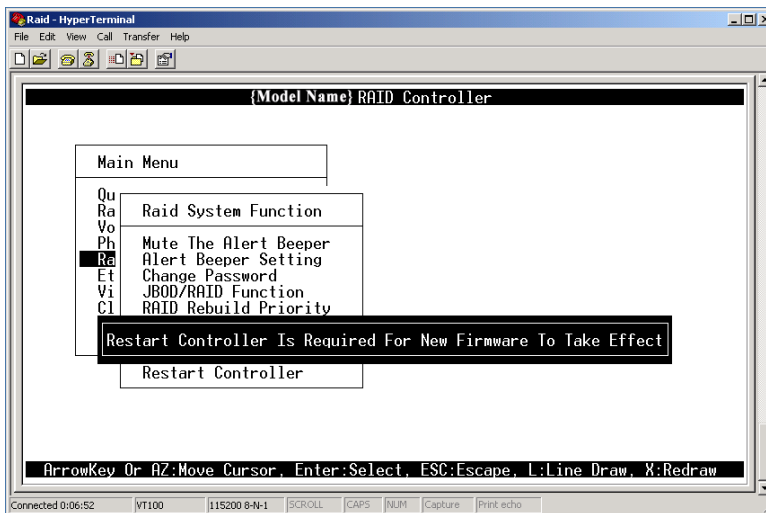 Raid - HyperTerminal
File Edit View Call Transfer Help
{Model Name} RAID Controller
Main Menu
Qu
Ra
Vo
Ph
Ra
Et
Vi
Cl
Raid System Function
Mute The Alert Beeper
Alert Beeper Setting
Change Password
JBOD/RAID Function
RAID Rebuild Priority
Restart Controller Is Required For New Firmware To Take Effect
Restart Controller
ArrowKey Or AZ:Move Cursor, Enter:Select, ESC:Escape, L:Line Draw, X:Redraw
Connected 0:06:52 VT100 115200 8-N-1 SCROLL CAPS NUM Capture Print echo